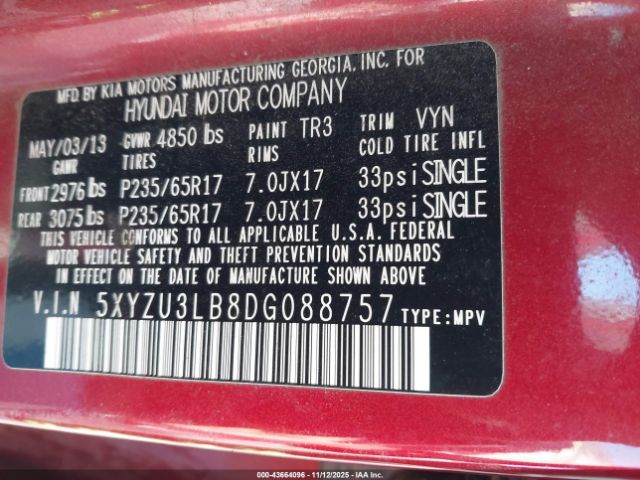 MFD. BY KIA MOTORS MANUFACTURING GEORGIA, INC. FOR
HYUNDAI MOTOR COMPANY
MAY/03/13 GVWR 4850 lbs PAINT TR3 TRIM VYN
GAWR TIRES RIMS COLD TIRE INFL
FRONT 2976 lbs P235/65R17 7.0JX17 33psi SINGLE
REAR 3075 lbs P235/65R17 7.0JX17 33psi SINGLE
THIS VEHICLE CONFORMS TO ALL APPLICABLE U.S.A. FEDERAL
MOTOR VEHICLE SAFETY AND THEFT PREVENTION STANDARDS
IN EFFECT ON THE DATE OF MANUFACTURE SHOWN ABOVE.
V.I.N 5XYZU3LB8DG088757 TYPE:MPV
000-43664096 - 11/12/2025 - IAAI.CA